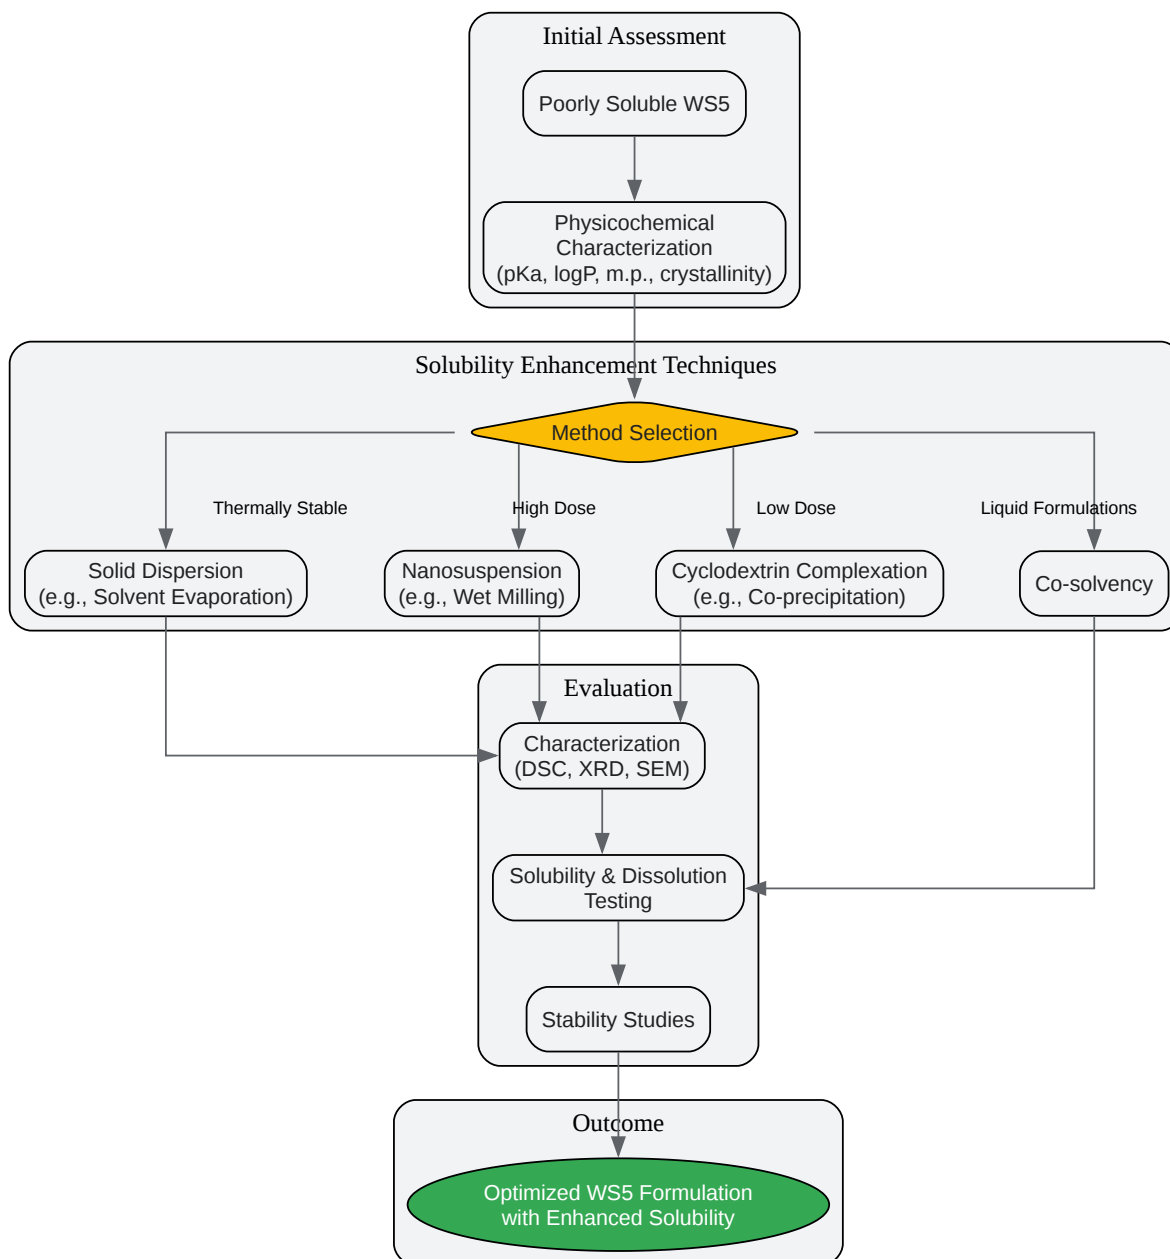 Initial Assessment
Poorly Soluble WS5
Physicochemical
Characterization
(pKa, logP, m.p., crystallinity)
Solubility Enhancement Techniques
Method Selection
Thermally Stable
High Dose
Low Dose
Liquid Formulations
Solid Dispersion
(e.g., Solvent Evaporation)
Nanosuspension
(e.g., Wet Milling)
Cyclodextrin Complexation
(e.g., Co-precipitation)
Co-solvency
Evaluation
Characterization
(DSC, XRD, SEM)
Solubility & Dissolution
Testing
Stability Studies
Outcome
Optimized WS5 Formulation
with Enhanced Solubility